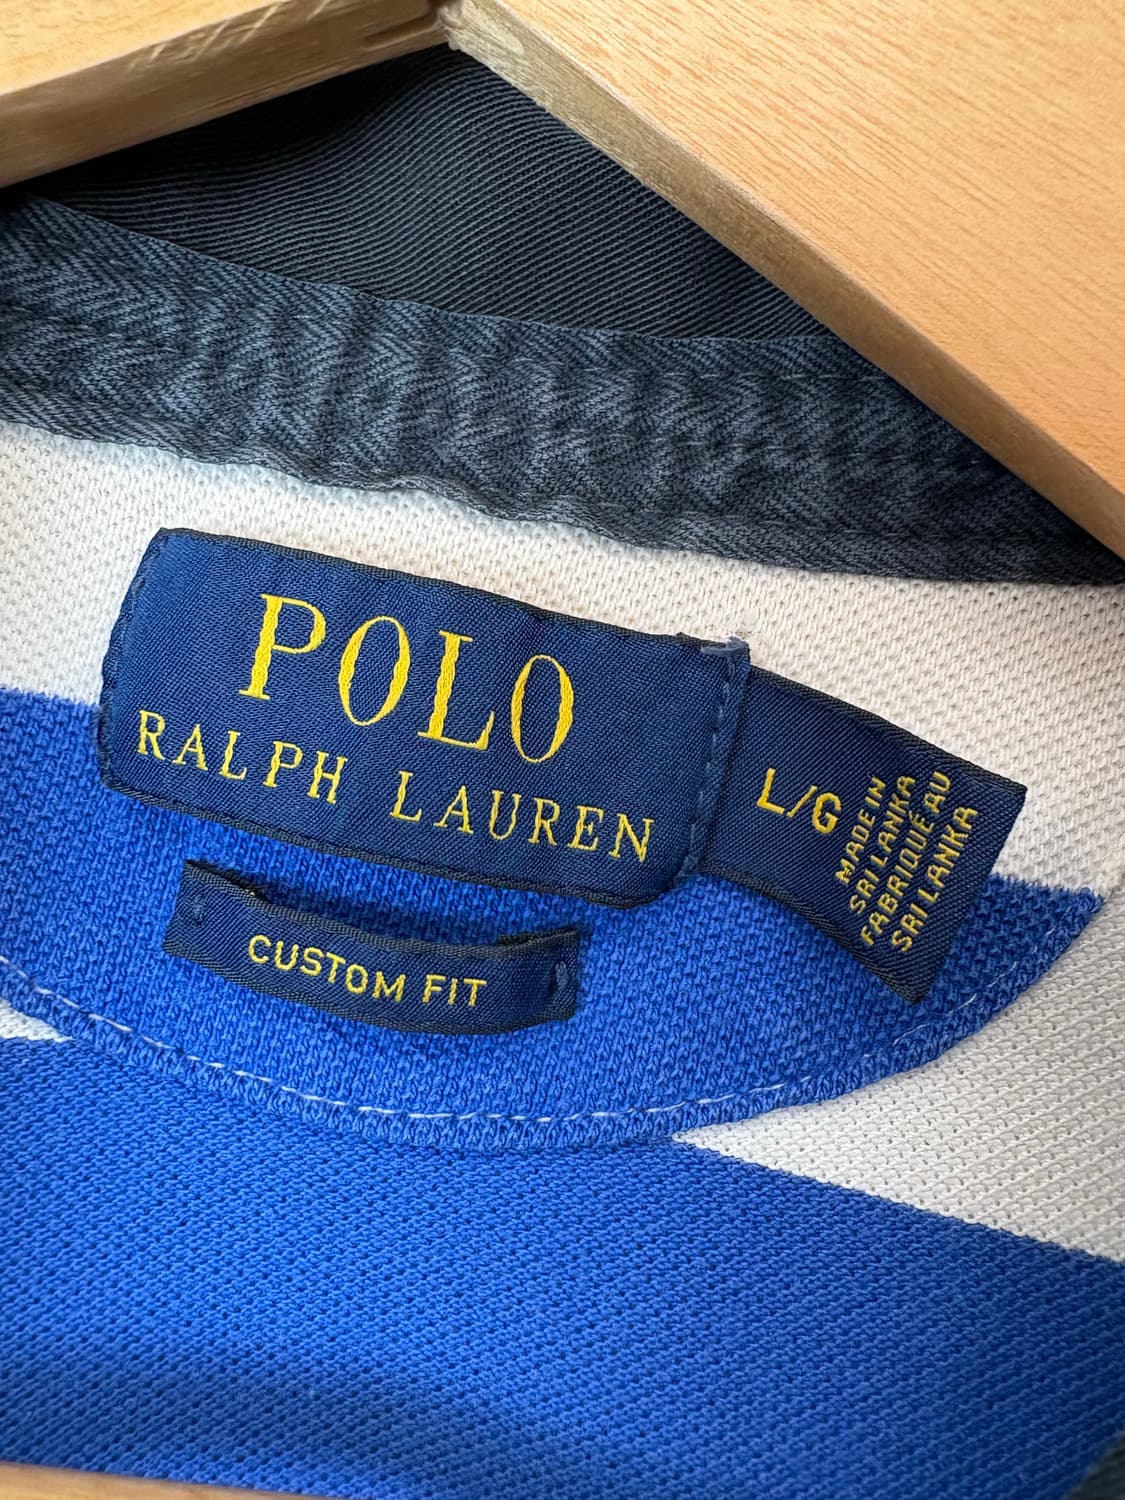 POLO
RALPH LAUREN
L/G
MADE IN
SRI LANKA
FABRIQUÉ AU
SRI LANKA
CUSTOM FIT